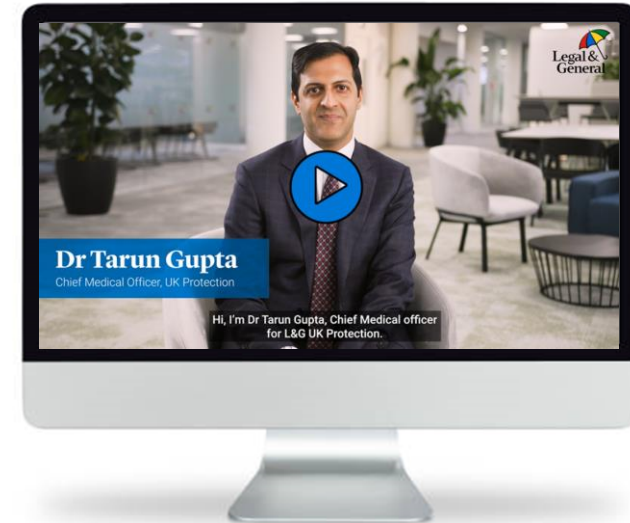 Legal &
General
Dr Tarun Gupta
Chief Medical Officer, UK Protection
Hi, I'm Dr Tarun Gupta, Chief Medical officer
for L&G UK Protection.